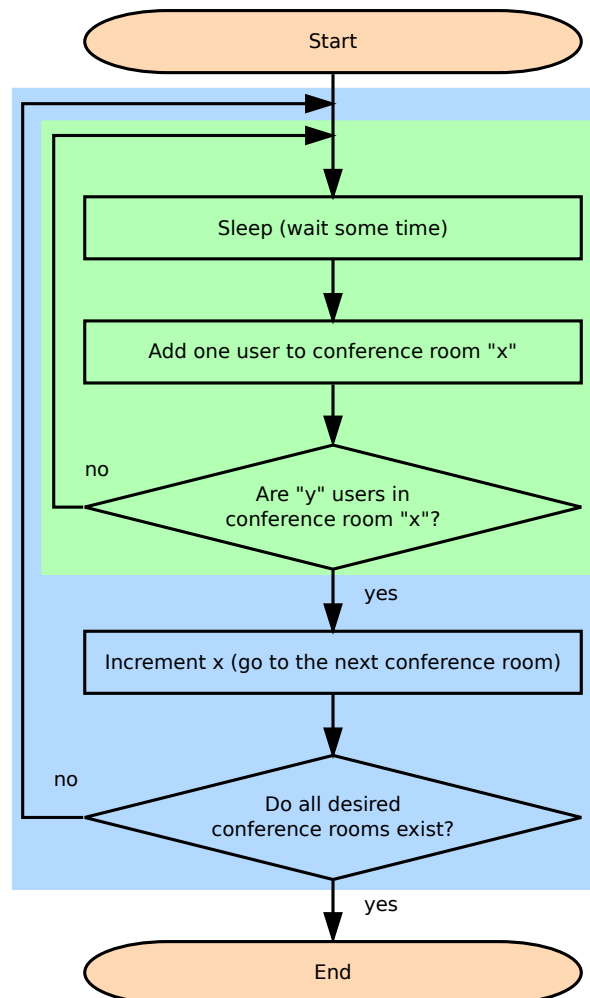 Start
Sleep (wait some time)
Add one user to conference room "x"
no
Are "y" users in
conference room "x"?
yes
Increment x (go to the next conference room)
no
Do all desired
conference rooms exist?
yes
End